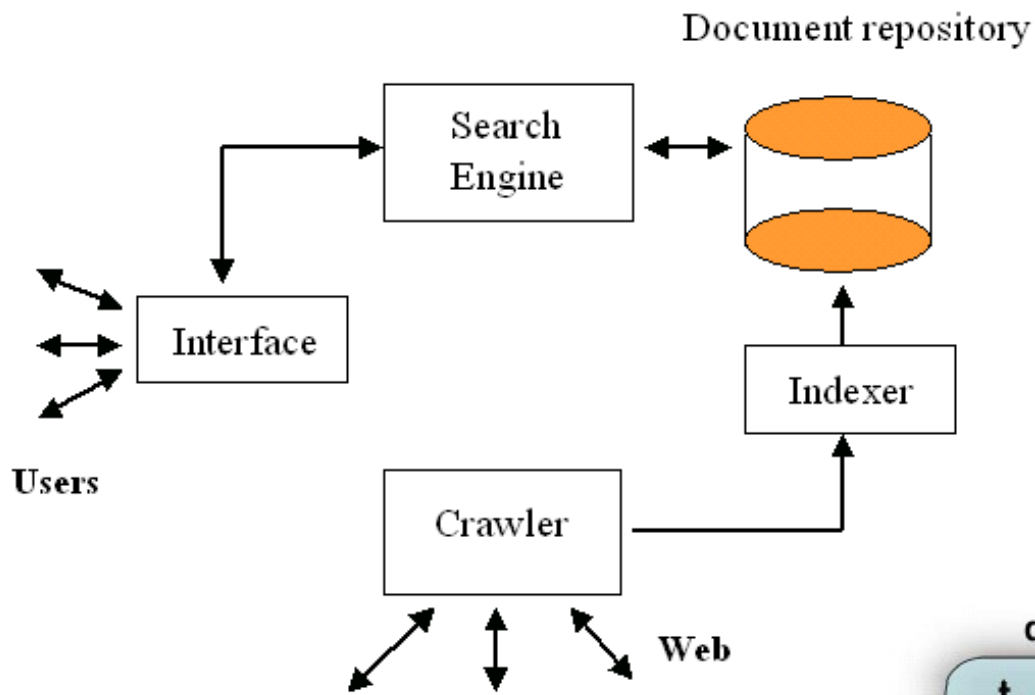 Document repository
Search
Engine
Interface
Indexer
Users
Crawler
Web